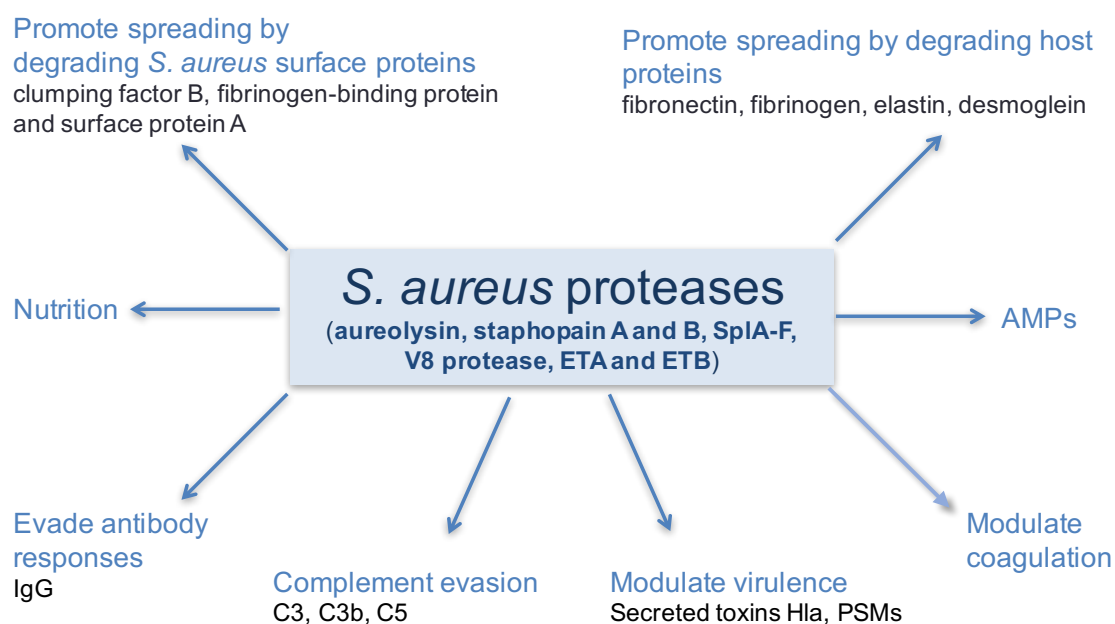 Promote spreading by
degrading S. aureus surface proteins
clumping factor B, fibrinogen-binding protein
and surface protein A
Promote spreading by degrading host
proteins
fibronectin, fibrinogen, elastin, desmoglein
S. aureus proteases
(aureolysin, staphopain A and B, SplA-F,
V8 protease, ETA and ETB)
Nutrition
AMPs
Evade antibody
responses
IgG
Complement evasion
C3, C3b, C5
Modulate virulence
Secreted toxins Hla, PSMs
Modulate
coagulation